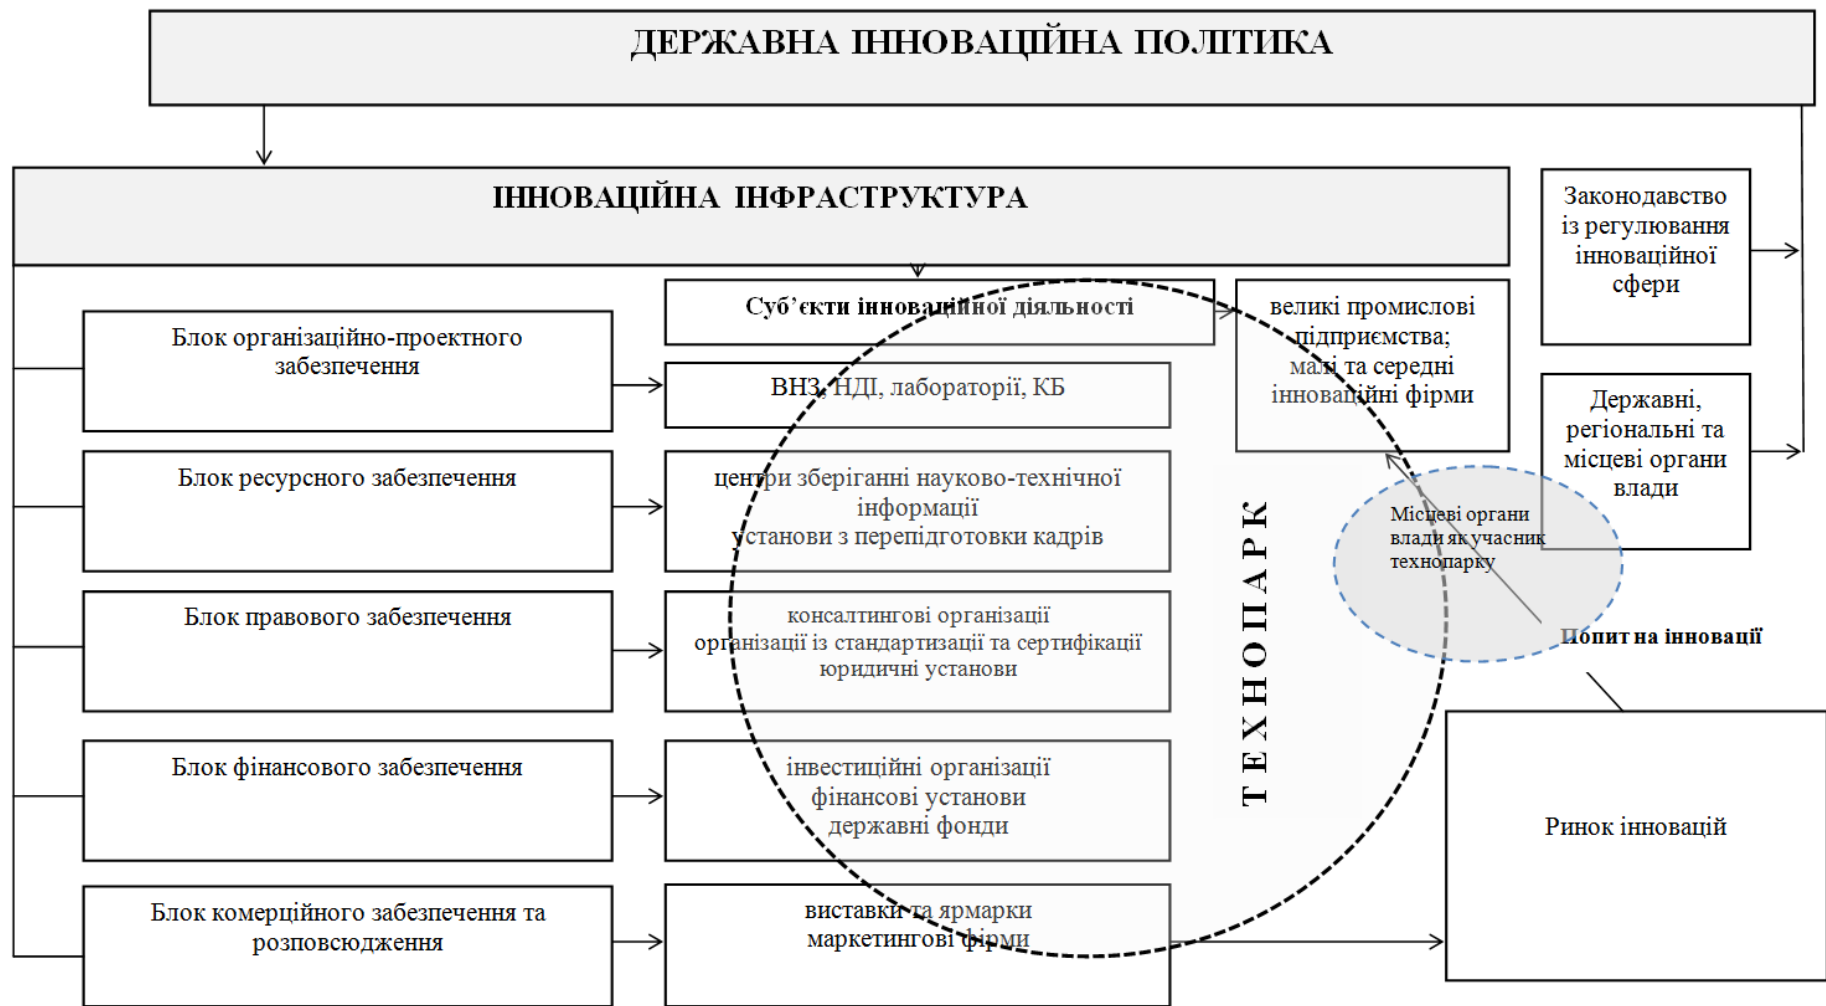 ДЕРЖАВНА ІННОВАЦІЙНА ПОЛІТИКА
ІННОВАЦІЙНА ІНФРАСТРУКТУРА
Законодавство
із регулювання
інноваційної
сфери
Суб’єкти інноваційної діяльності
великі промислові
підприємства;
малі та середні
інноваційні фірми
Блок організаційно-проектного
забезпечення
ВНЗ, НДІ, лабораторії, КБ
Державні,
регіональні та
місцеві органи
влади
Блок ресурсного забезпечення
центри зберіганні науково-технічної
інформації
установи з перепідготовки кадрів
ТЕХНОПАРК
Місцеві органи
влади як учасник
технопарку
Блок правового забезпечення
консалтингові організації
організації із стандартизації та сертифікації
юридичні установи
Попит на інновації
Блок фінансового забезпечення
інвестиційні організації
фінансові установи
державні фонди
Ринок інновацій
Блок комерційного забезпечення та
розповсюдження
виставки та ярмарки
маркетингові фірми